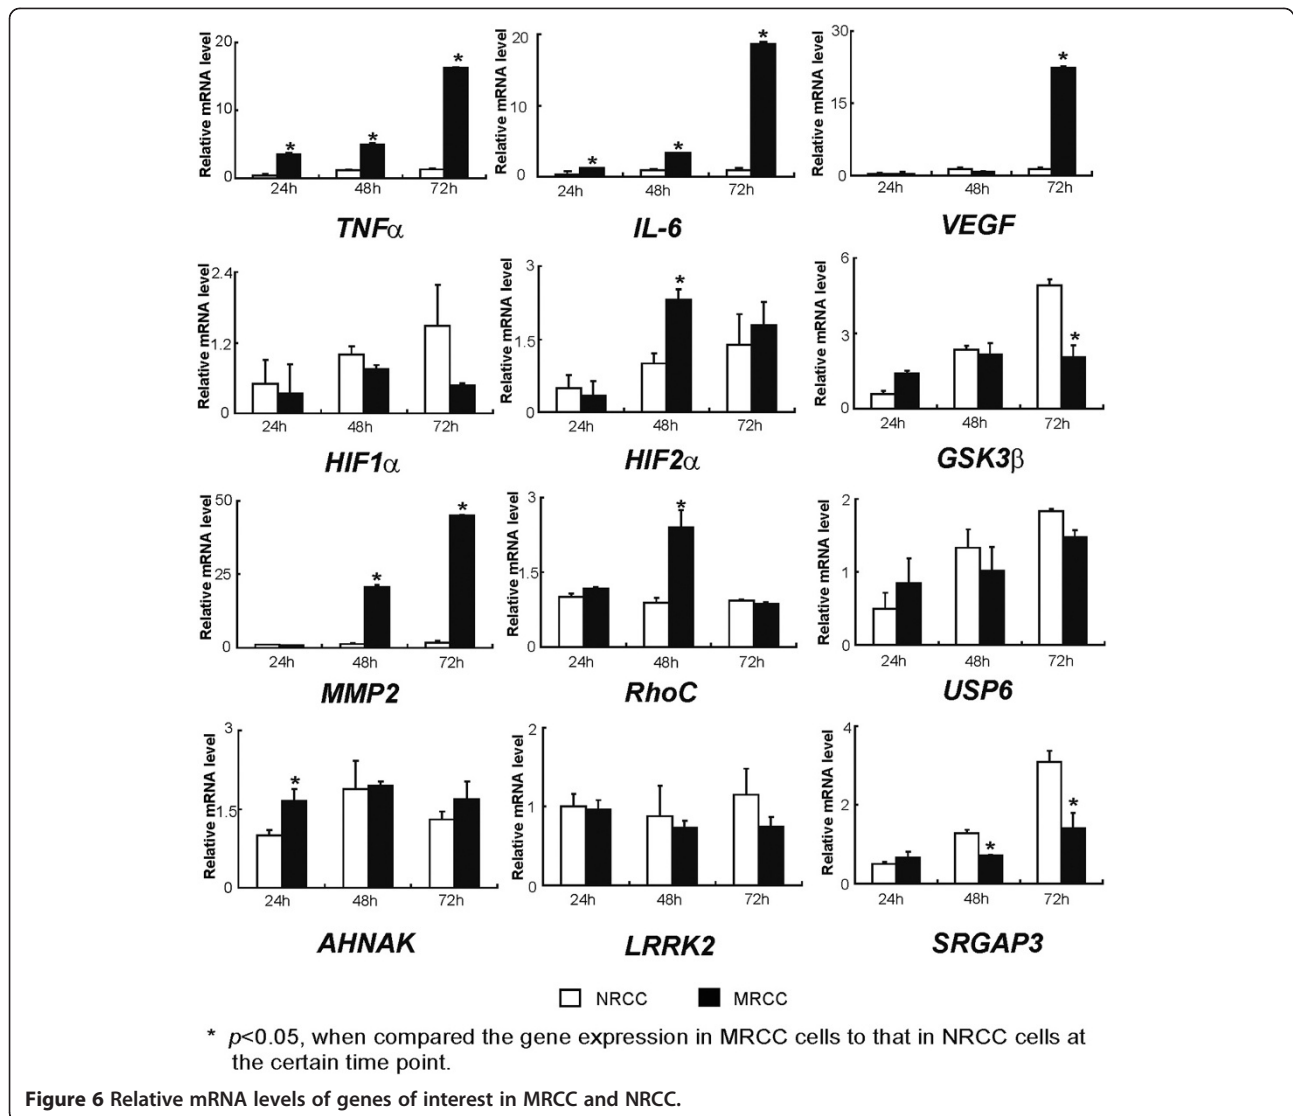 Relative mRNA level
20
10
0
24h 48h 72h
TNFα
Relative mRNA level
20
10
0
24h 48h 72h
IL-6
Relative mRNA level
30
15
0
24h 48h 72h
VEGF
Relative mRNA level
2.4
1.2
0
24h 48h 72h
HIF1α
Relative mRNA level
3
1.5
0
24h 48h 72h
HIF2α
Relative mRNA level
6
3
0
24h 48h 72h
GSK3β
Relative mRNA level
50
25
0
24h 48h 72h
MMP2
Relative mRNA level
3
1.5
0
24h 48h 72h
RhoC
Relative mRNA level
2
1
0
24h 48h 72h
USP6
Relative mRNA level
3
1.5
0
24h 48h 72h
AHNAK
Relative mRNA level
2
1
0
24h 48h 72h
LRRK2
Relative mRNA level
4
2
0
24h 48h 72h
SRGAP3
NRCC MRCC
* p<0.05, when compared the gene expression in MRCC cells to that in NRCC cells at
the certain time point.
Figure 6 Relative mRNA levels of genes of interest in MRCC and NRCC.